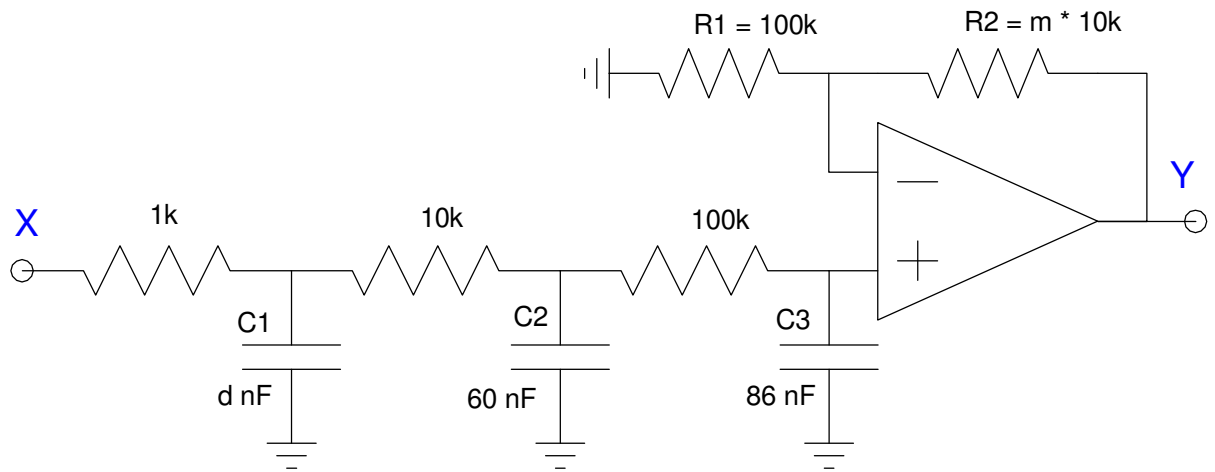 R1 = 100k
R2 = m * 10k
X
1k
10k
100k
Y
C1
d nF
C2
60 nF
C3
86 nF